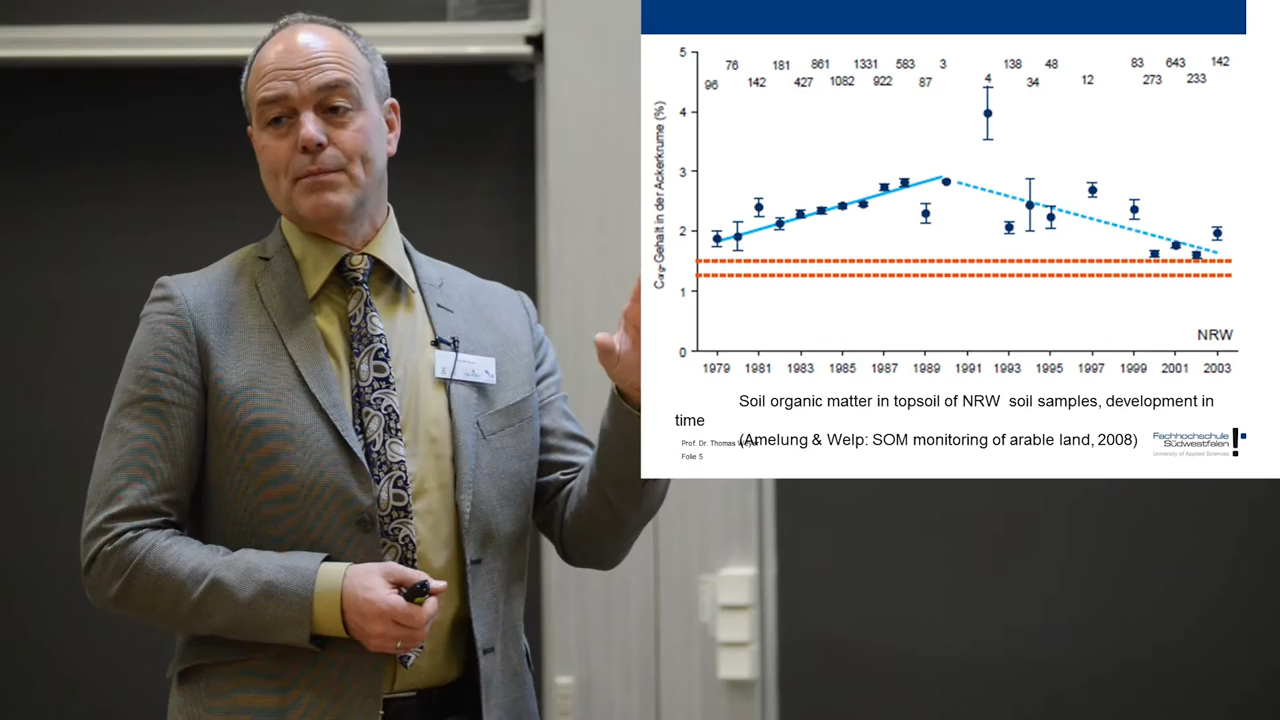 5
76 181 861 1331 583 3 138 48 83 643 142
96 142 427 1082 922 87 4 34 12 273 233
4
3
2
1
0
Corg-Gehalt in der Ackerkrume (%)
NRW
1979 1981 1983 1985 1987 1989 1991 1993 1995 1997 1999 2001 2003
Soil organic matter in topsoil of NRW soil samples, development in
time
(Amelung & Welp: SOM monitoring of arable land, 2008)
Prof. Dr. Thomas
Folie 5
Fachhochschule
Südwestfalen
University of Applied Sciences